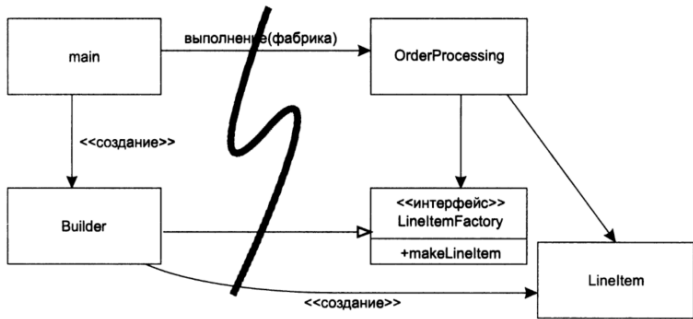 main
выполнение(фабрика)
OrderProcessing
<<создание>>
Builder
<<интерфейс>>
LineItemFactory
+makeLineItem
LineItem
<<создание>>